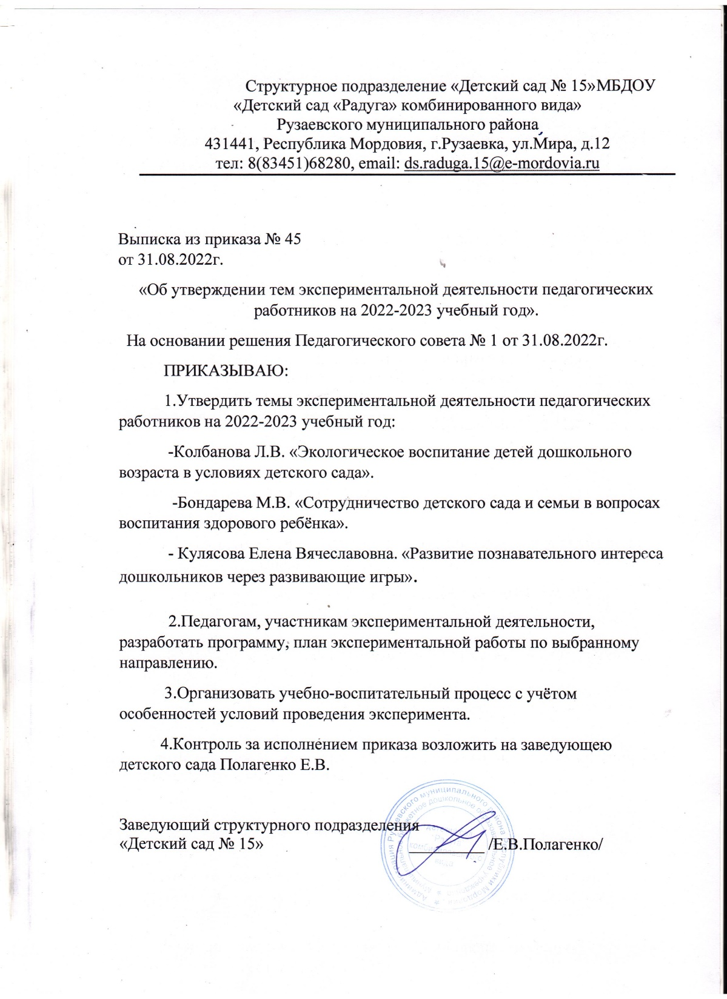 Структурное подразделение «Детский сад № 15»МБДОУ
«Детский сад «Радуга» комбинированного вида»
Рузаевского муниципального района
431441, Республика Мордовия, г.Рузаевка, ул.Мира, д.12
тел: 8(83451)68280, email: ds.raduga.15@e-mordovia.ru
Выписка из приказа № 45
от 31.08.2022г.
«Об утверждении тем экспериментальной деятельности педагогических
работников на 2022-2023 учебный год».
На основании решения Педагогического совета № 1 от 31.08.2022г.
ПРИКАЗЫВАЮ:
1.Утвердить темы экспериментальной деятельности педагогических
работников на 2022-2023 учебный год:
-Колбанова Л.В. «Экологическое воспитание детей дошкольного
возраста в условиях детского сада».
-Бондарева М.В. «Сотрудничество детского сада и семьи в вопросах
воспитания здорового ребёнка».
- Кулясова Елена Вячеславовна. «Развитие познавательного интереса
дошкольников через развивающие игры».
2.Педагогам, участникам экспериментальной деятельности,
разработать программу, план экспериментальной работы по выбранному
направлению.
3.Организовать учебно-воспитательный процесс с учётом
особенностей условий проведения эксперимента.
4.Контроль за исполнением приказа возложить на заведующею
детского сада Полагенко Е.В.
Заведующий структурного подразделения
«Детский сад № 15» _________ /Е.В.Полагенко/
Администрация Рузаевского муниципального района Республики Мордовия
комбинированного
вида